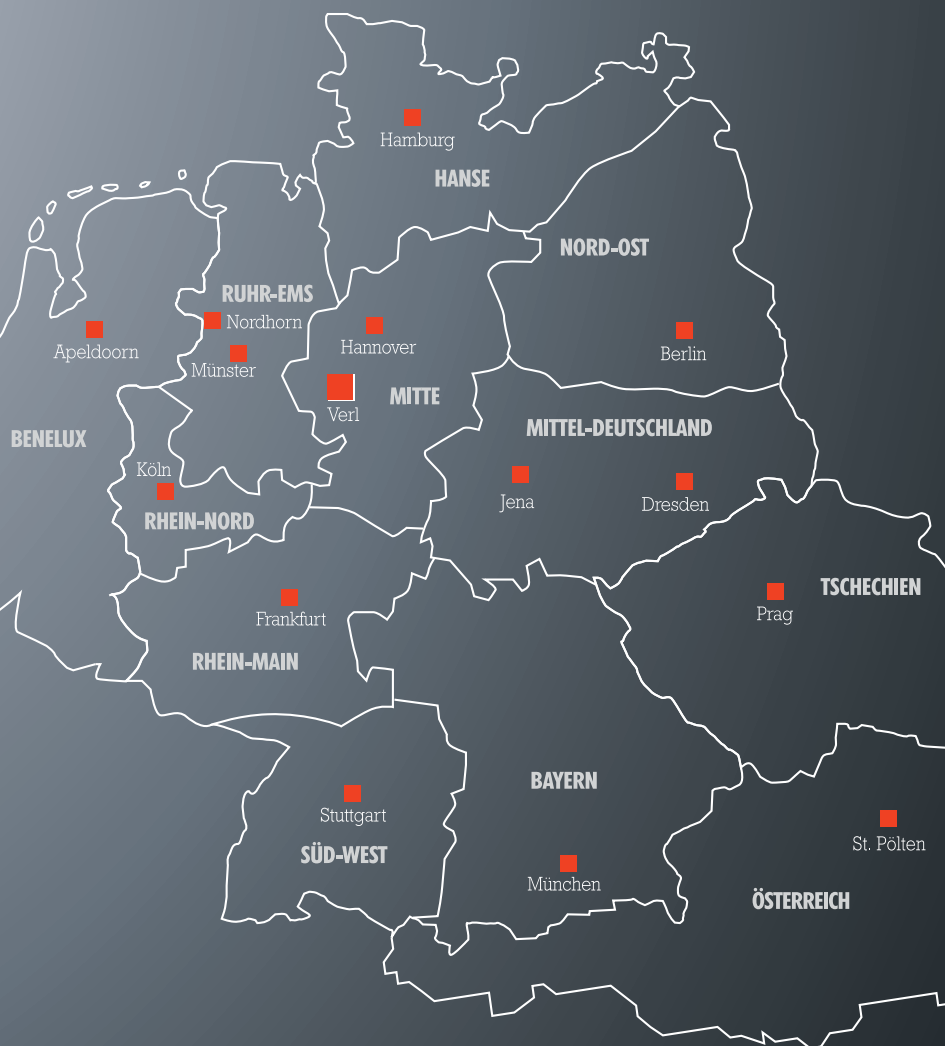 Hamburg
HANSE
NORD-OST
RUHR-EMS
Nordhorn
Hannover
Berlin
Apeldoorn
Münster
MITTE
Verl
MITTEL-DEUTSCHLAND
BENELUX
Köln
Jena
Dresden
RHEIN-NORD
TSCHECHIEN
Prag
Frankfurt
RHEIN-MAIN
BAYERN
Stuttgart
SÜD-WEST
St. Pölten
München
ÖSTERREICH